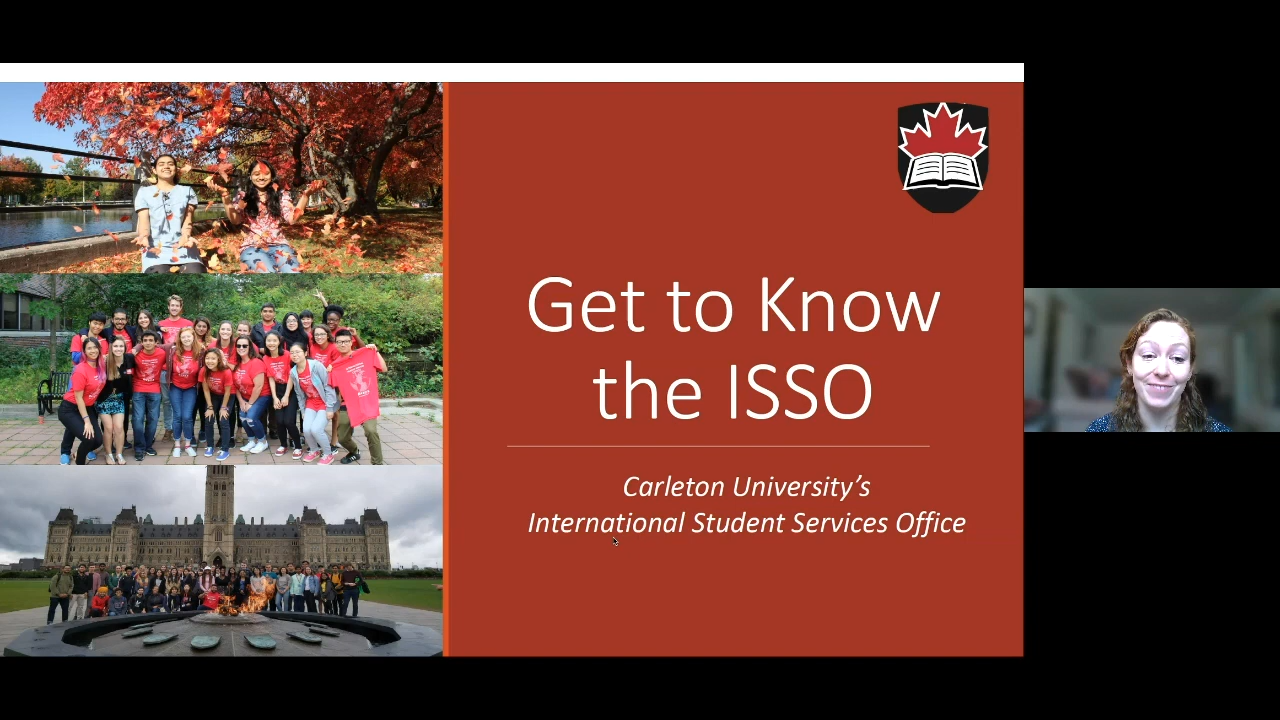 Get to Know
the ISSO
Carleton University’s
International Student Services Office